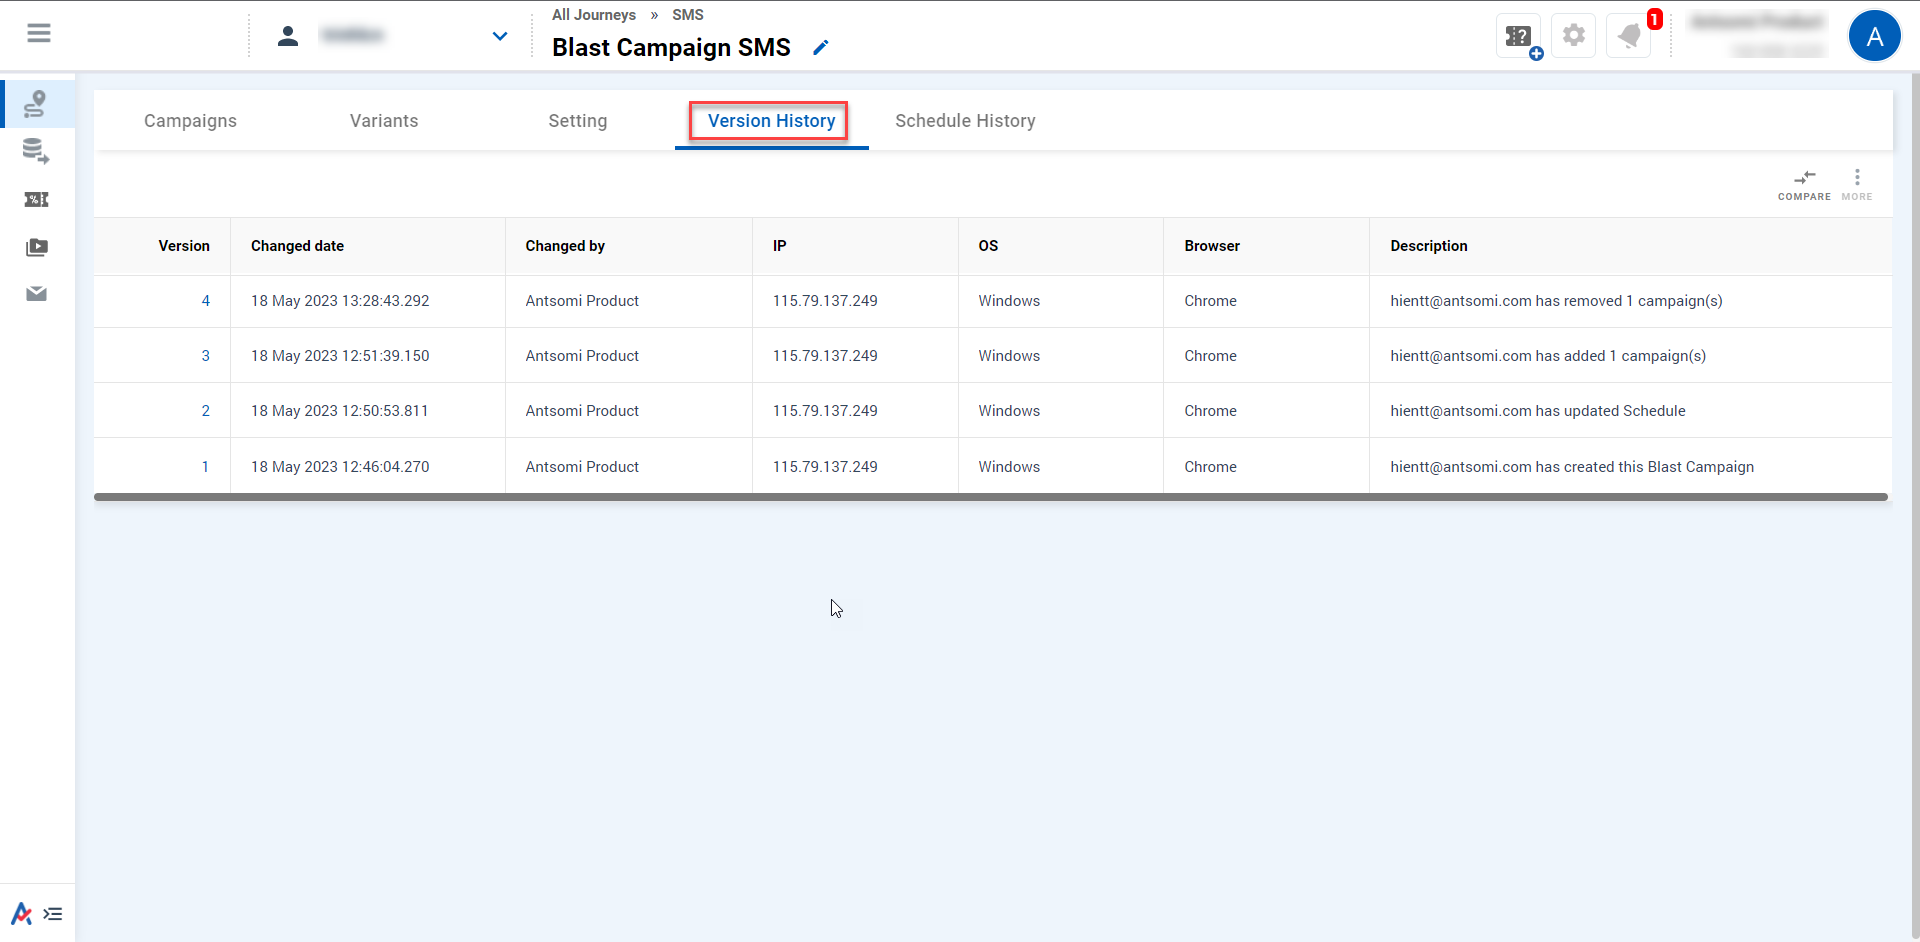 All Journeys » SMS
Blast Campaign SMS
?
1
A
Campaigns Variants Setting Version History Schedule History
COMPARE MORE
Version Changed date Changed by IP OS Browser Description
4 18 May 2023 13:28:43.292 Antsomi Product 115.79.137.249 Windows Chrome hientt@antsomi.com has removed 1 campaign(s)
3 18 May 2023 12:51:39.150 Antsomi Product 115.79.137.249 Windows Chrome hientt@antsomi.com has added 1 campaign(s)
2 18 May 2023 12:50:53.811 Antsomi Product 115.79.137.249 Windows Chrome hientt@antsomi.com has updated Schedule
1 18 May 2023 12:46:04.270 Antsomi Product 115.79.137.249 Windows Chrome hientt@antsomi.com has created this Blast Campaign